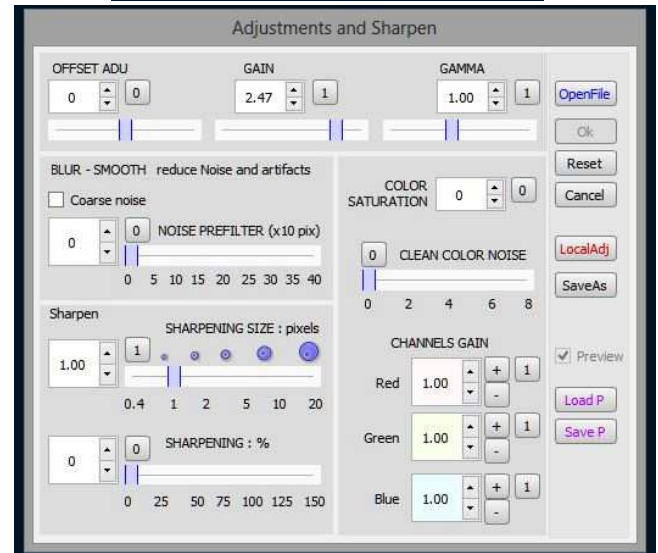 Adjustments and Sharpen
OFFSET ADU GAIN GAMMA
0 0 2.47 1 1.00 1
OpenFile
Ok
Reset
Cancel
LocalAdj
SaveAs
Preview
Load P
Save P
BLUR - SMOOTH reduce Noise and artifacts
Coarse noise
0 0 NOISE PREFILTER (x10 pix)
0 5 10 15 20 25 30 35 40
Sharpen
SHARPENING SIZE : pixels
1.00 1
0.4 1 2 5 10 20
0 0 SHARPENING : %
0 25 50 75 100 125 150
COLOR
SATURATION 0 0
0 CLEAN COLOR NOISE
0 2 4 6 8
CHANNELS GAIN
Red 1.00 + 1
-
Green 1.00 + 1
-
Blue 1.00 + 1
-